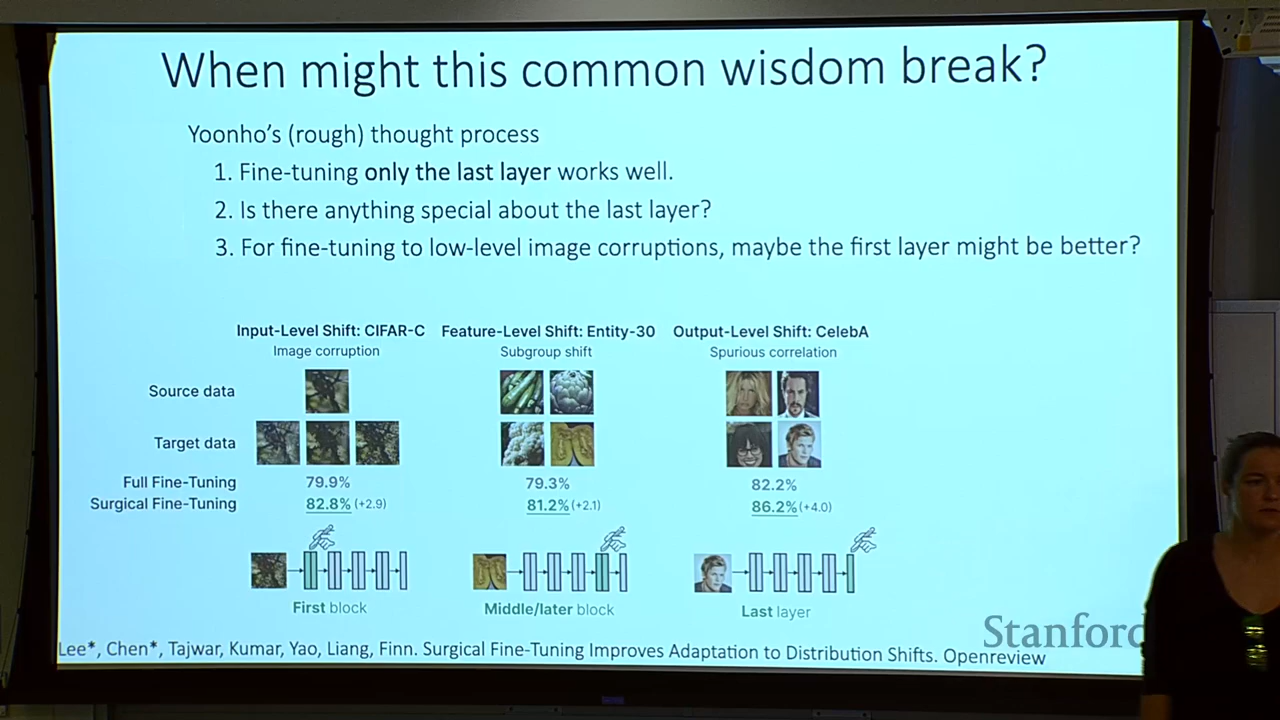 When might this common wisdom break?
Yoonho's (rough) thought process
1. Fine-tuning only the last layer works well.
2. Is there anything special about the last layer?
3. For fine-tuning to low-level image corruptions, maybe the first layer might be better?
Input-Level Shift: CIFAR-C Feature-Level Shift: Entity-30 Output-Level Shift: CelebA
Image corruption Subgroup shift Spurious correlation
Source data
Target data
Full Fine-Tuning 79.9% 79.3% 82.2%
Surgical Fine-Tuning 82.8% (+2.9) 81.2% (+2.1) 86.2% (+4.0)
First block Middle/later block Last layer
Stanford
Lee*, Chen*, Tajwar, Kumar, Yao, Liang, Finn. Surgical Fine-Tuning Improves Adaptation to Distribution Shifts. Openreview